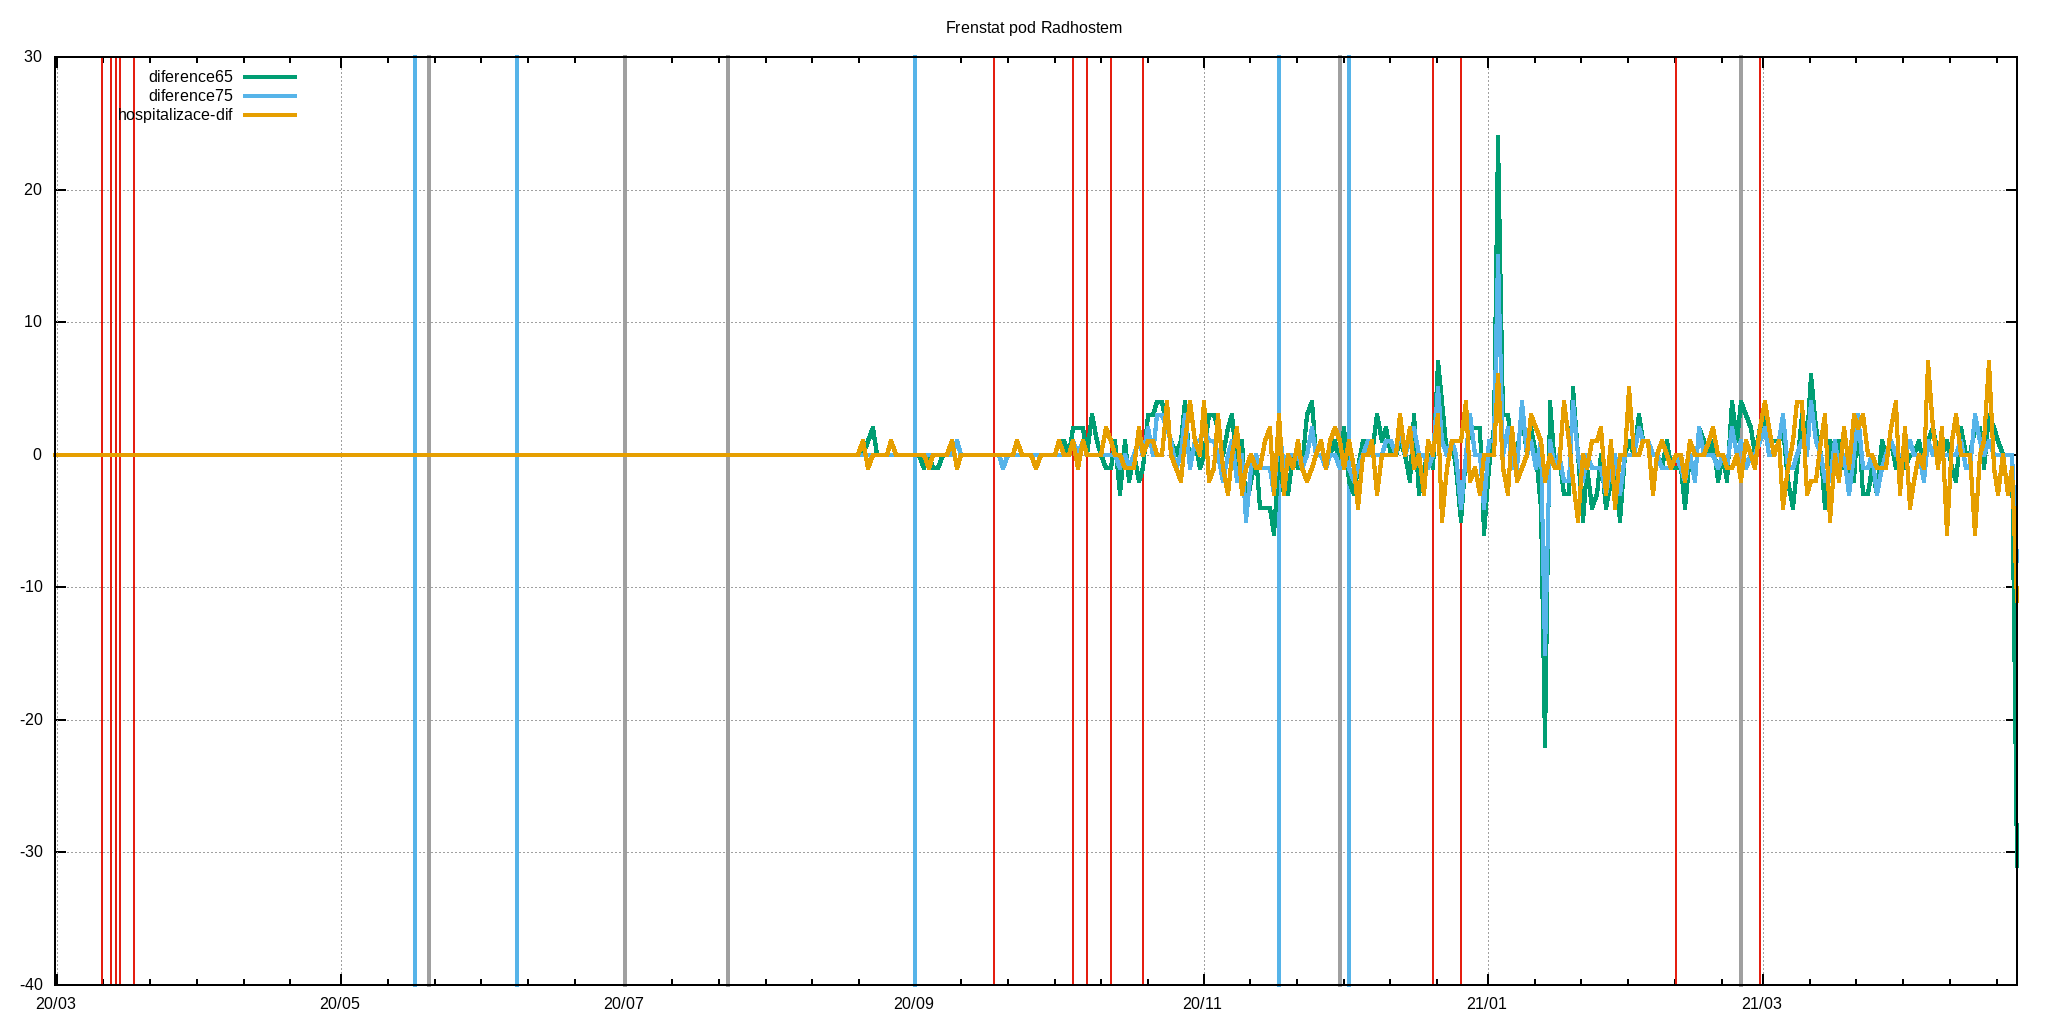 Frenstat pod Radhostem
30
20
10
0
-10
-20
-30
-40
diference65
diference75
hospitalizace-dif
20/03 20/05 20/07 20/09 20/11 21/01 21/03